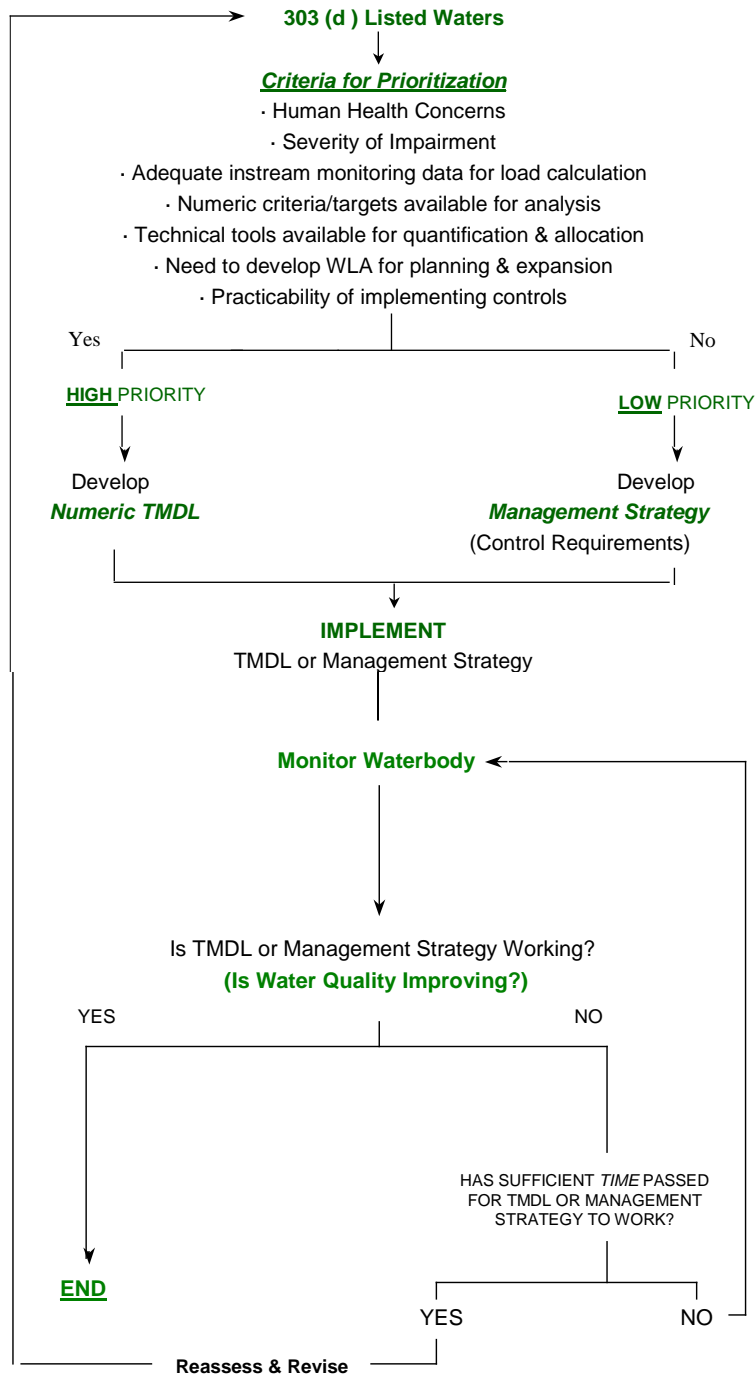 303 (d ) Listed Waters
Criteria for Prioritization
· Human Health Concerns
· Severity of Impairment
· Adequate instream monitoring data for load calculation
· Numeric criteria/targets available for analysis
· Technical tools available for quantification & allocation
· Need to develop WLA for planning & expansion
· Practicability of implementing controls
Yes
No
HIGH PRIORITY
LOW PRIORITY
Develop
Numeric TMDL
Develop
Management Strategy
(Control Requirements)
IMPLEMENT
TMDL or Management Strategy
Monitor Waterbody
Is TMDL or Management Strategy Working?
(Is Water Quality Improving?)
YES
NO
HAS SUFFICIENT TIME PASSED
FOR TMDL OR MANAGEMENT
STRATEGY TO WORK?
END
YES
NO
Reassess & Revise